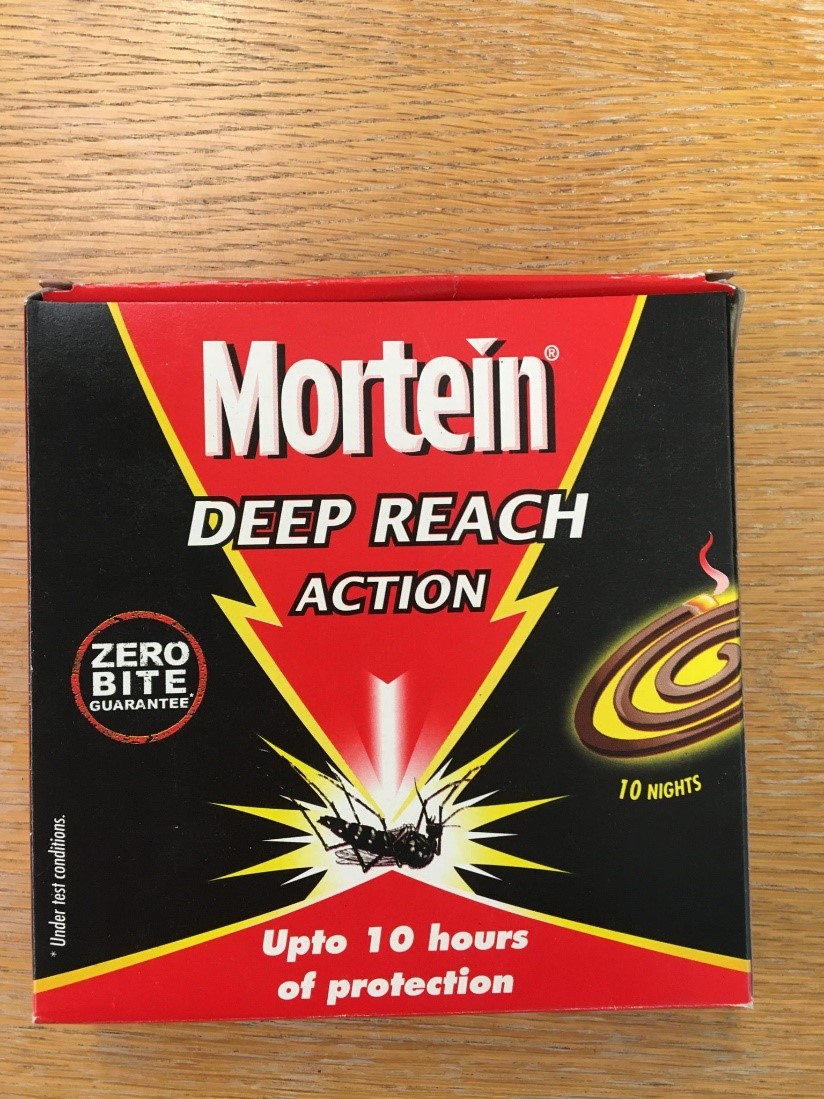 Mortein®
DEEP REACH
ACTION
ZERO
BITE
GUARANTEE*
10 NIGHTS
* Under test conditions.
Upto 10 hours
of protection